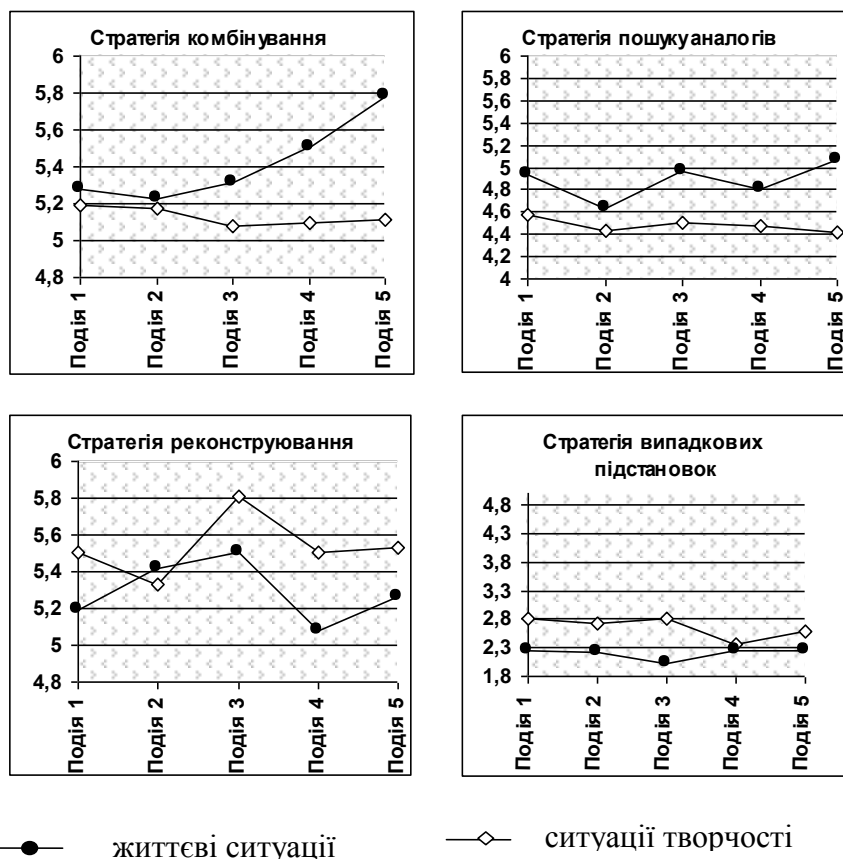 Стратегія комбінування
6
5,8
5,6
5,4
5,2
5
4,8
Подія 1
Подія 2
Подія 3
Подія 4
Подія 5
Стратегія пошукуаналогів
6
5,8
5,6
5,4
5,2
5
4,8
4,6
4,4
4,2
4
Подія 1
Подія 2
Подія 3
Подія 4
Подія 5
Стратегія реконструювання
6
5,8
5,6
5,4
5,2
5
4,8
Подія 1
Подія 2
Подія 3
Подія 4
Подія 5
Стратегія випадкових
підстановок
4,8
4,3
3,8
3,3
2,8
2,3
1,8
Подія 1
Подія 2
Подія 3
Подія 4
Подія 5
життєві ситуації
ситуації творчості